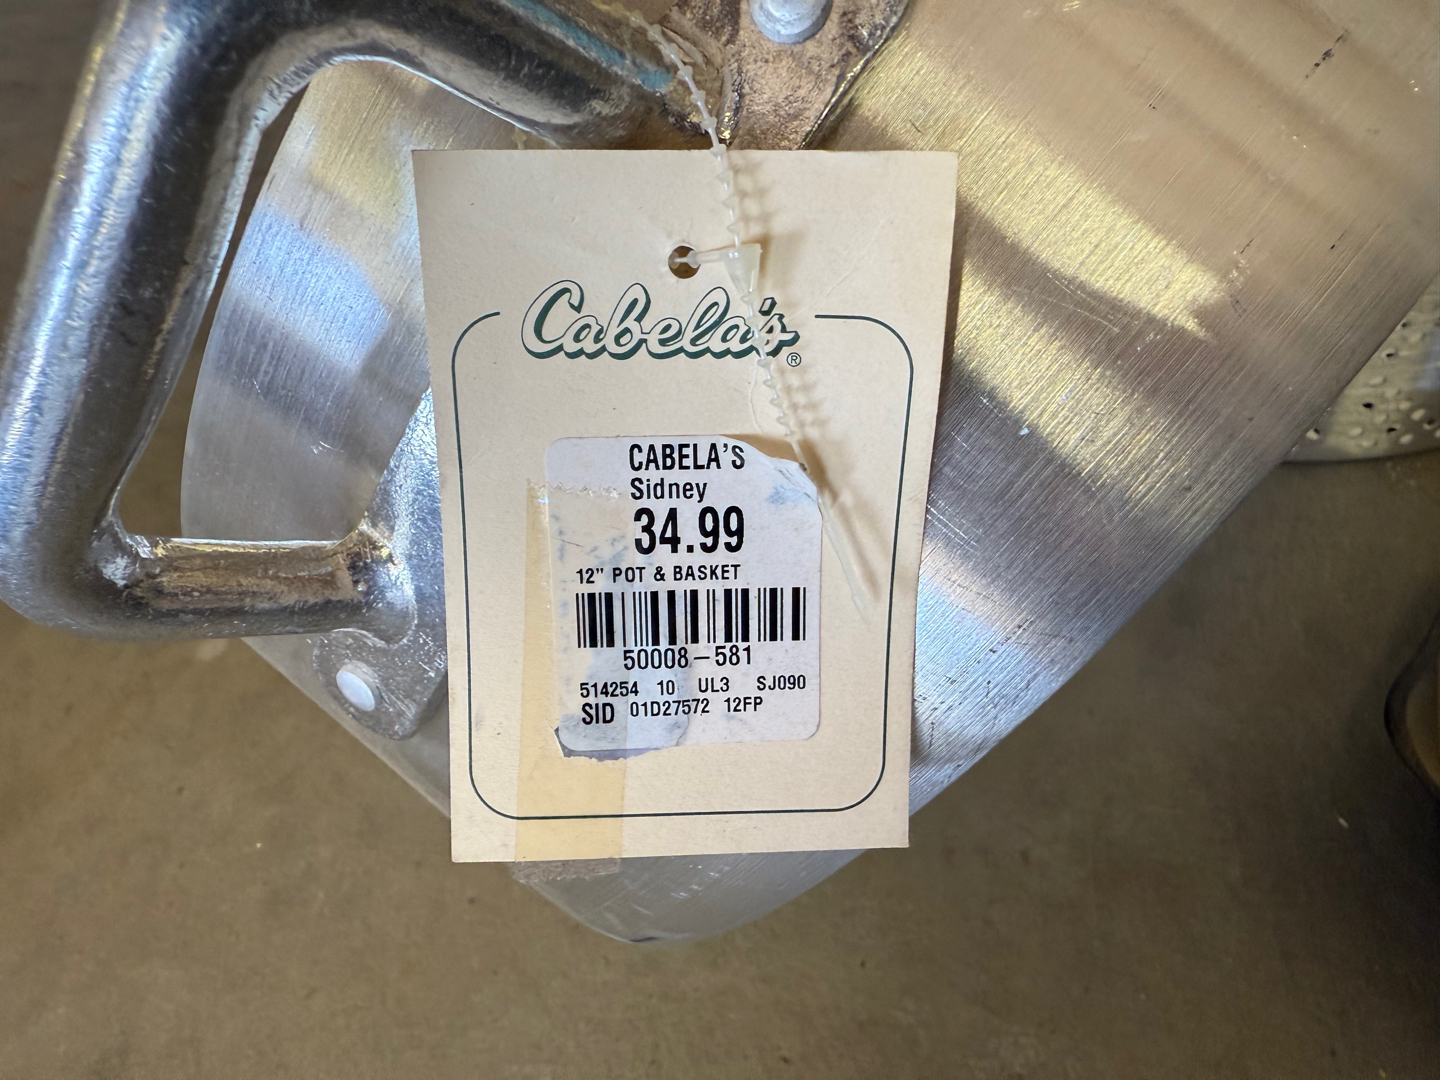 Cabela's®
CABELA'S
Sidney
34.99
12" POT & BASKET
50008-581
514254 10 UL3 SJ090
SID 01D27572 12FP